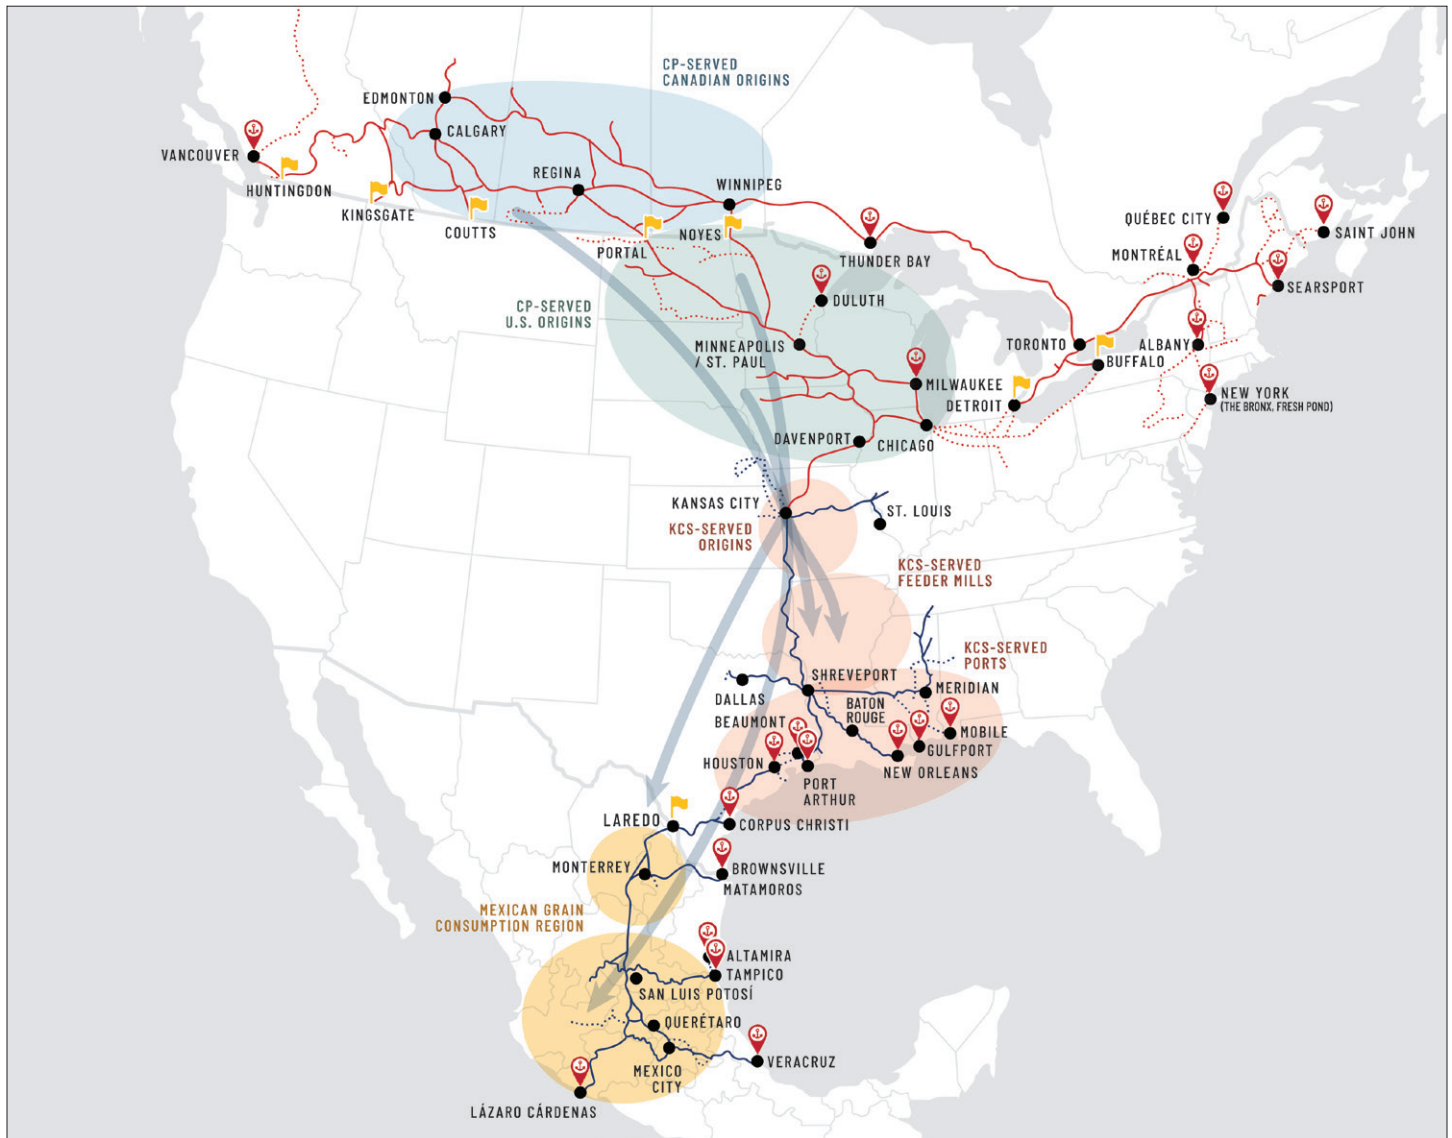 CP-SERVED
CANADIAN ORIGINS
EDMONTON
CALGARY
VANCOUVER
HUNTINGDON
KINGSGATE
COUTTS
REGINA
WINNIPEG
PORTAL
NOYES
THUNDER BAY
QUÉBEC CITY
SAINT JOHN
MONTRÉAL
SEARSPORT
CP-SERVED
U.S. ORIGINS
DULUTH
MINNEAPOLIS
/ ST. PAUL
TORONTO
ALBANY
BUFFALO
MILWAUKEE
DETROIT
NEW YORK
(THE BRONX, FRESH POND)
DAVENPORT
CHICAGO
KANSAS CITY
ST. LOUIS
KCS-SERVED
ORIGINS
KCS-SERVED
FEEDER MILLS
KCS-SERVED
PORTS
SHREVEPORT
DALLAS
MERIDIAN
BEAUMONT
BATON
ROUGE
MOBILE
GULFPORT
HOUSTON
NEW ORLEANS
PORT
ARTHUR
LAREDO
CORPUS CHRISTI
MONTERREY
BROWNSVILLE
MATAMOROS
MEXICAN GRAIN
CONSUMPTION REGION
ALTAMIRA
TAMPICO
SAN LUIS POTOSÍ
QUERÉTARO
MEXICO
CITY
VERACRUZ
LÁZARO CÁRDENAS